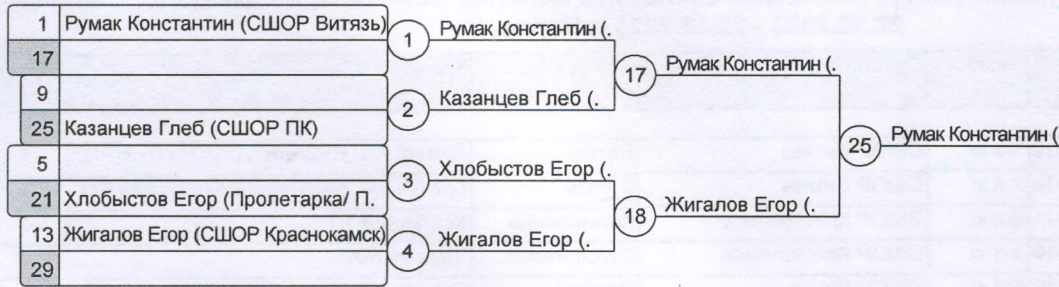 1 Румак Константин (СШОР Витязь)
17
1 Румак Константин (.
9
25 Казанцев Глеб (СШОР ПК)
2 Казанцев Глеб (.
17 Румак Константин (.
5
21 Хлобыстов Егор (Пролетарка/ П.
3 Хлобыстов Егор (.
13 Жигалов Егор (СШОР Краснокамск)
29
4 Жигалов Егор (.
18 Жигалов Егор (.
25 Румак Константин (